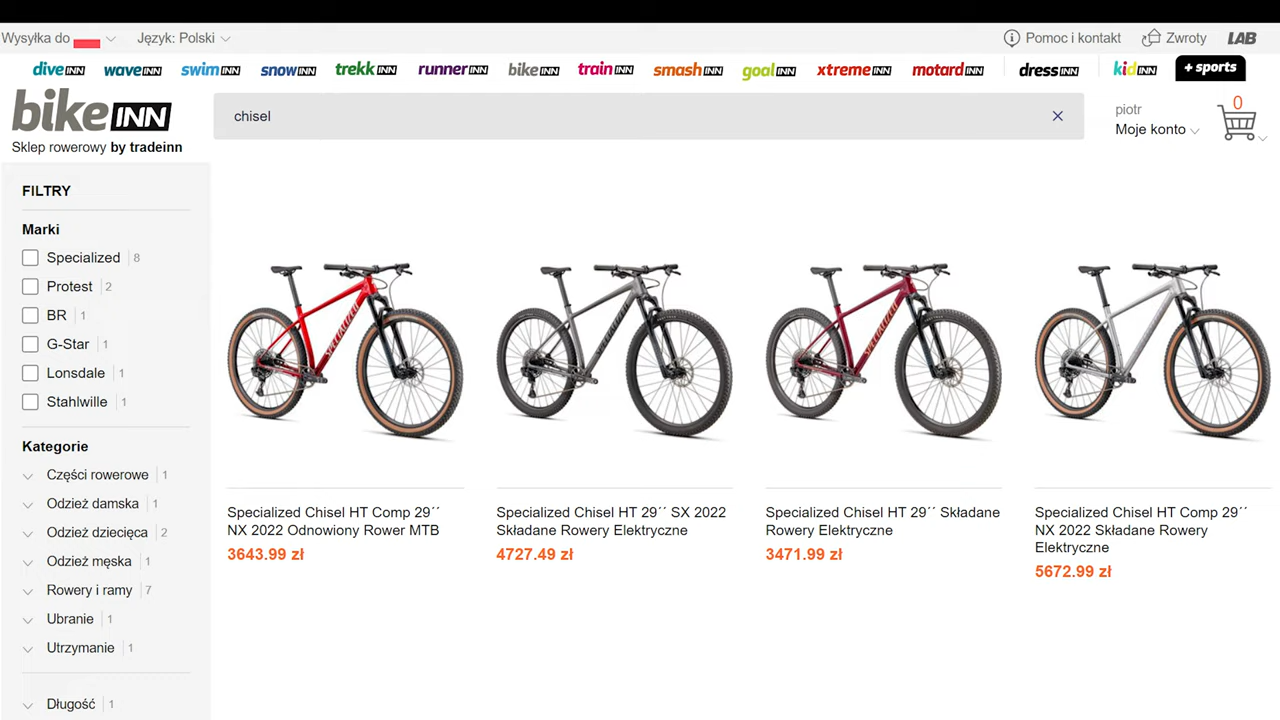 Wysyłka do
Język: Polski
Pomoc i kontakt
Zwroty
LAB
diveINN
waveINN
swimINN
snowINN
trekkINN
runnerINN
bikeINN
trainINN
smashINN
goalINN
xtremeINN
motardINN
dressINN
kidINN
+ sports
bikeINN
Sklep rowerowy by tradeinn
chisel
piotr
Moje konto
0
FILTRY
Marki
Specialized 8
Protest 2
BR 1
G-Star 1
Lonsdale 1
Stahlwille 1
Kategorie
Części rowerowe 1
Odzież damska 1
Odzież dziecięca 2
Odzież męska 1
Rowery i ramy 7
Ubranie 1
Utrzymanie 1
Długość 1
SPECIALIZED
SPECIALIZED
SPECIALIZED
SPECIALIZED
Specialized Chisel HT Comp 29´´
NX 2022 Odnowiony Rower MTB
3643.99 zł
Specialized Chisel HT 29´´ SX 2022
Składane Rowery Elektryczne
4727.49 zł
Specialized Chisel HT 29´´ Składane
Rowery Elektryczne
3471.99 zł
Specialized Chisel HT Comp 29´´
NX 2022 Składane Rowery
Elektryczne
5672.99 zł